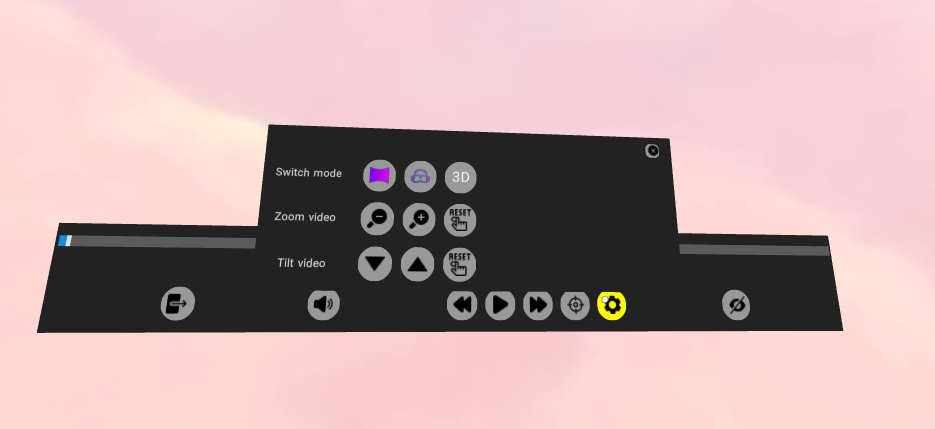 Switch mode
3D
Zoom video
RESET
Tilt video
RESET